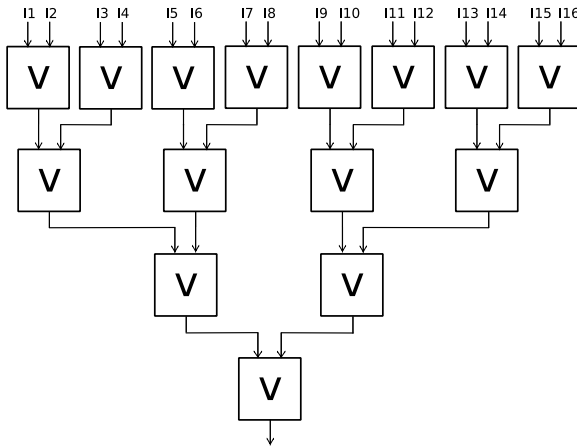 I1 I2 I3 I4 I5 I6 I7 I8 I9 I10 I11 I12 I13 I14 I15 I16
V V V V V V V V
V V V V
V V
V